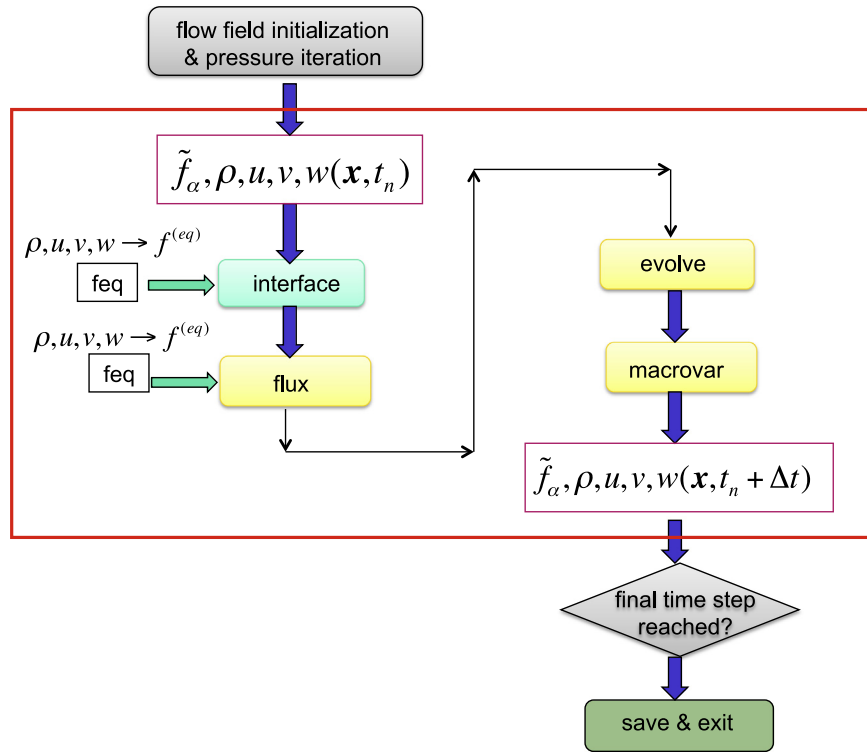 flow field initialization
& pressure iteration
f̃_α, ρ, u, v, w(x, t_n)
ρ, u, v, w → f^(eq)
feq
interface
ρ, u, v, w → f^(eq)
feq
flux
evolve
macrovar
f̃_α, ρ, u, v, w(x, t_n + Δt)
final time step
reached?
save & exit